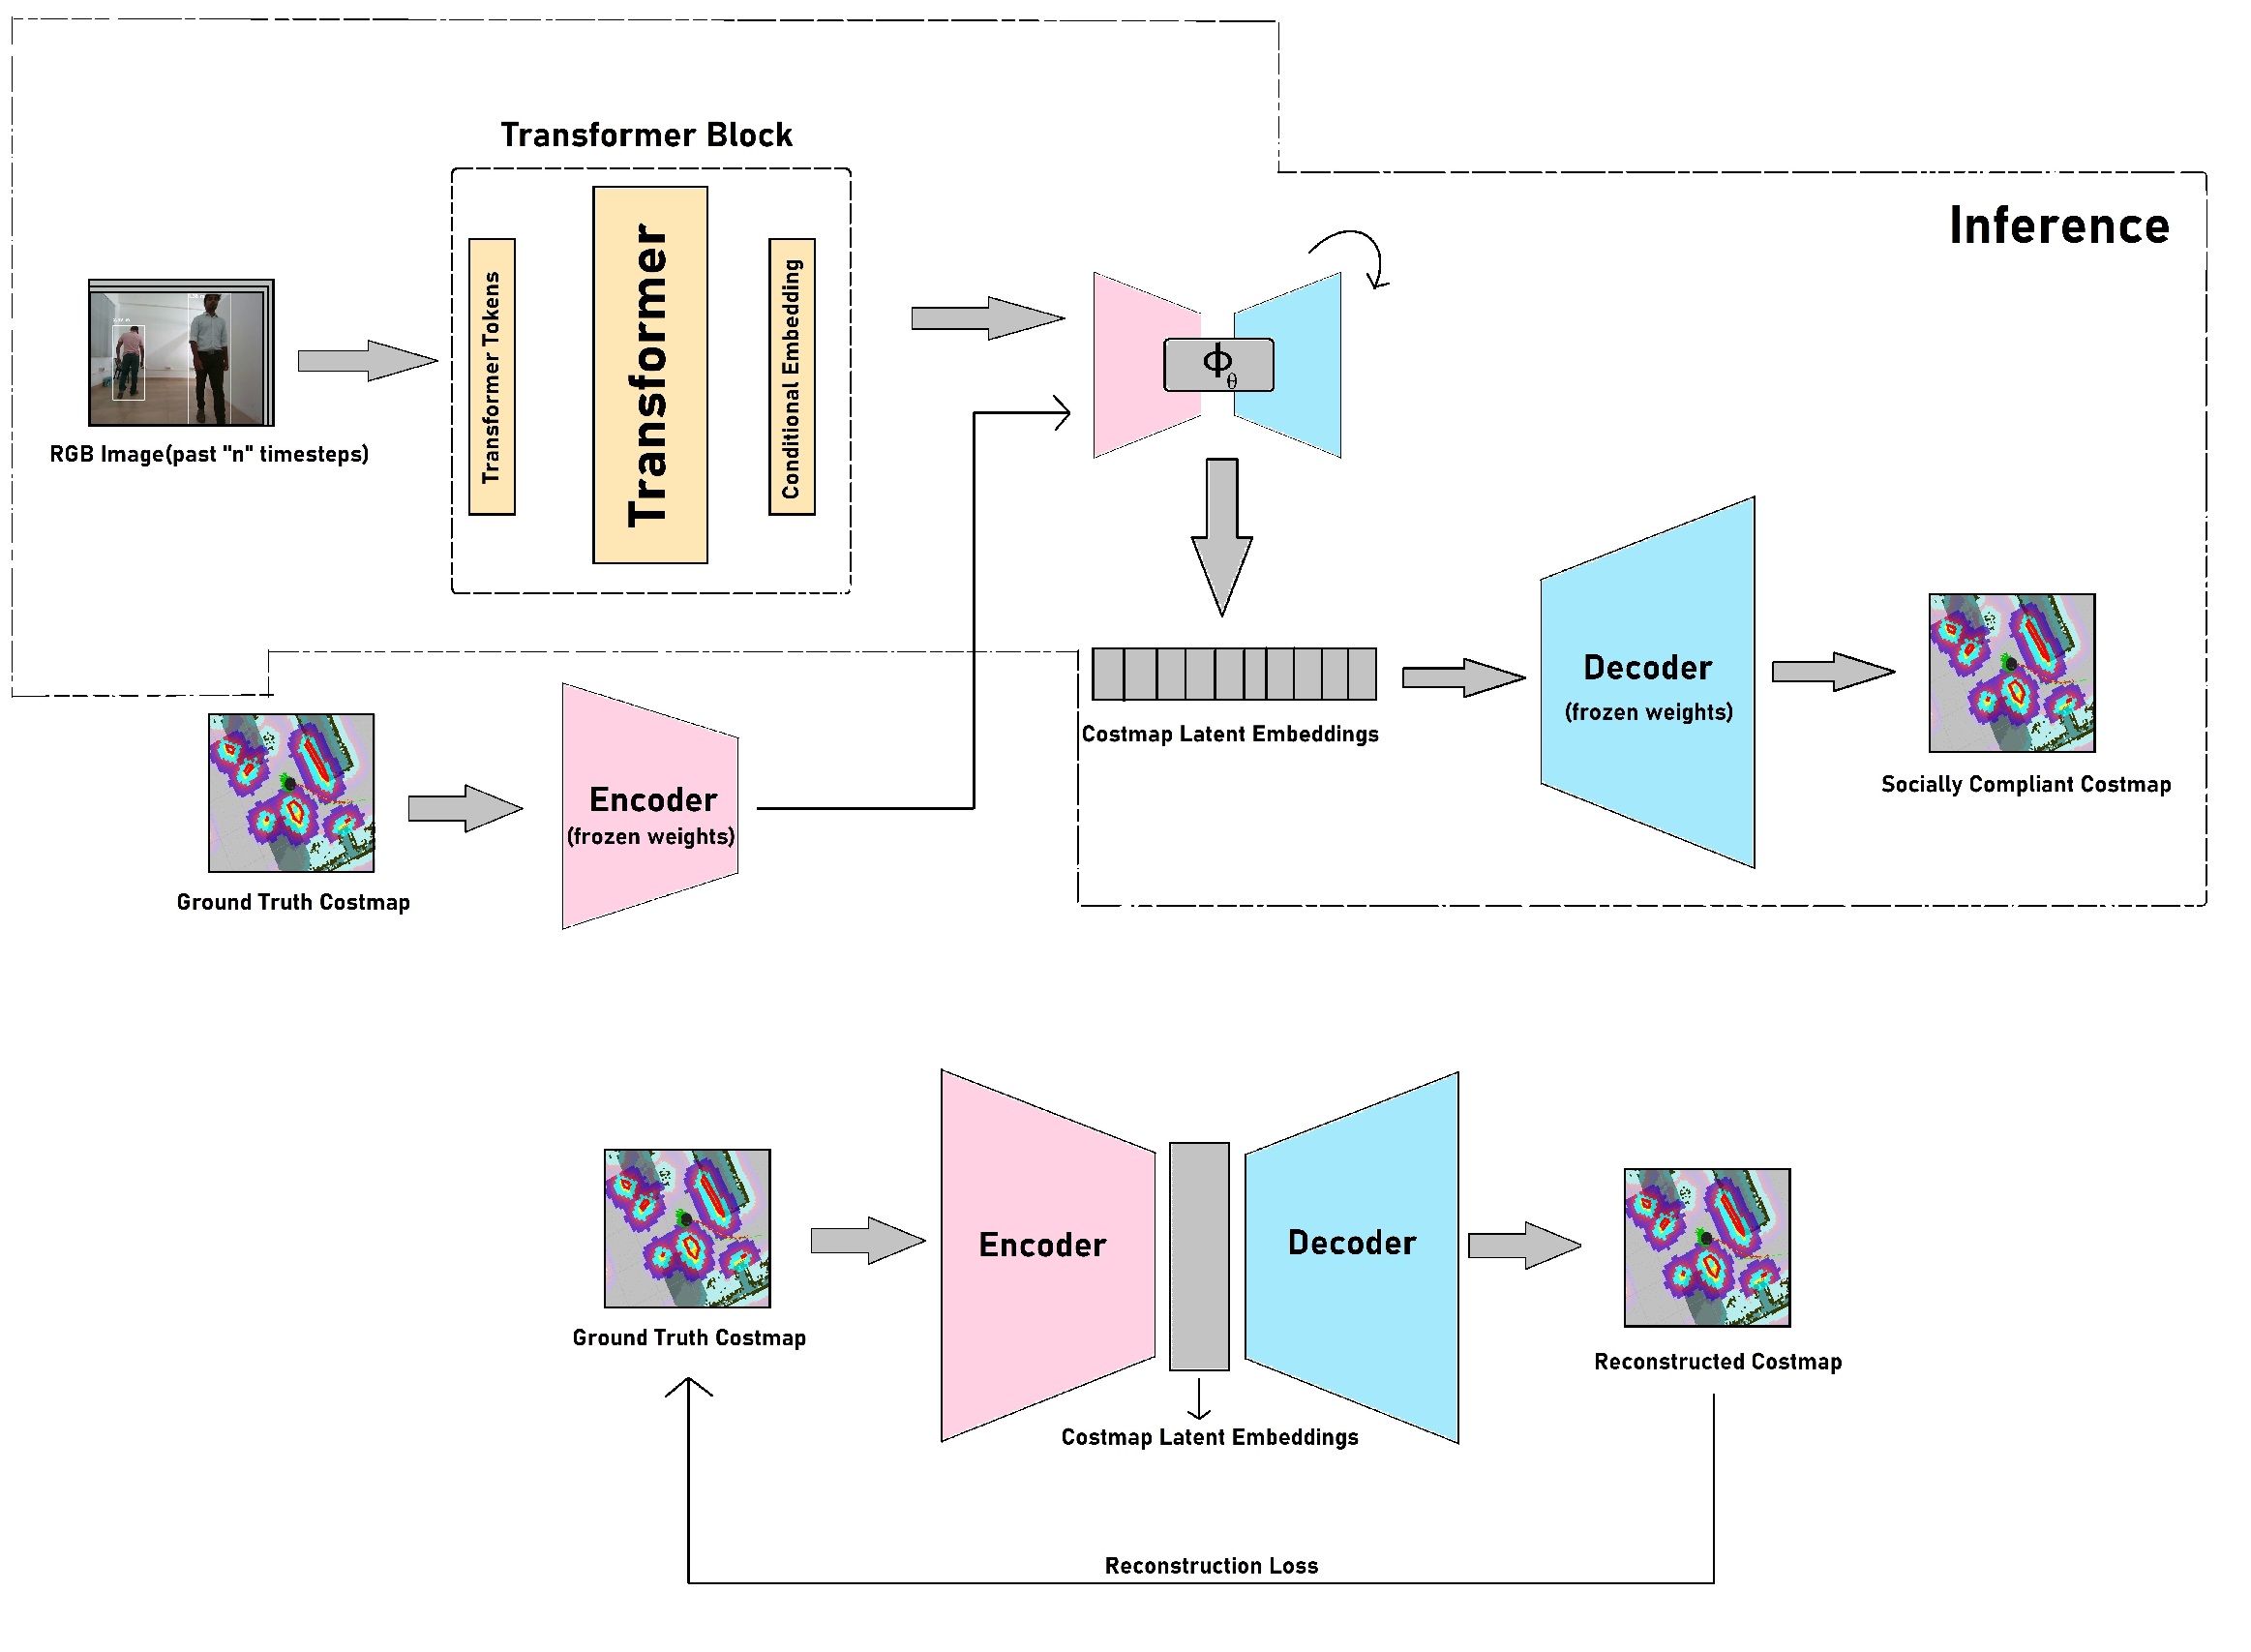 Transformer Block
Inference
Transformer Tokens
Transformer
Conditional Embedding
ϕθ
RGB Image(past "n" timesteps)
Decoder
(frozen weights)
Costmap Latent Embeddings
Socially Compliant Costmap
Encoder
(frozen weights)
Ground Truth Costmap
Encoder
Decoder
Ground Truth Costmap
Reconstructed Costmap
Costmap Latent Embeddings
Reconstruction Loss